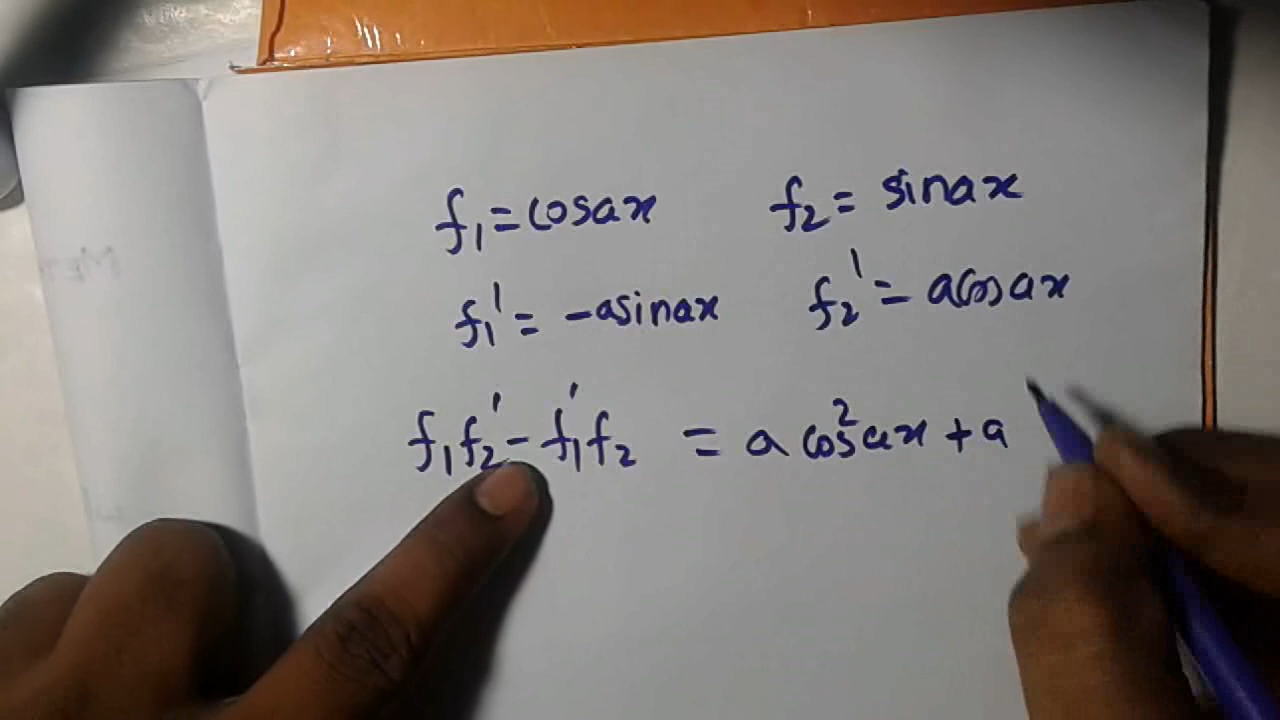 f₁ = cosax f₂ = sinax
f₁' = -asinax f₂' = acosax
f₁f₂' - f₁'f₂ = a cos²ax + a